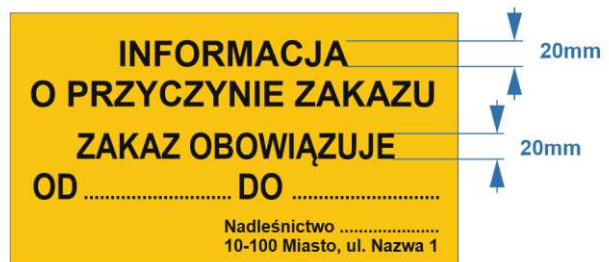 INFORMACJA
O PRZYCZYNIE ZAKAZU
ZAKAZ OBOWIĄZUJE
OD ............................ DO ............................
Nadleśnictwo ......................
10-100 Miasto, ul. Nazwa 1
20mm
20mm